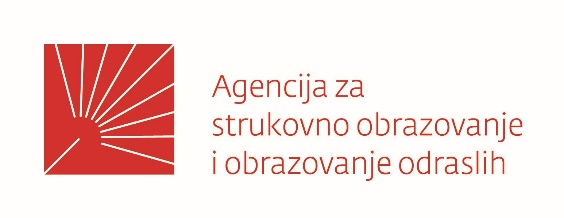 Agencija za
strukovno obrazovanje
i obrazovanje odraslih